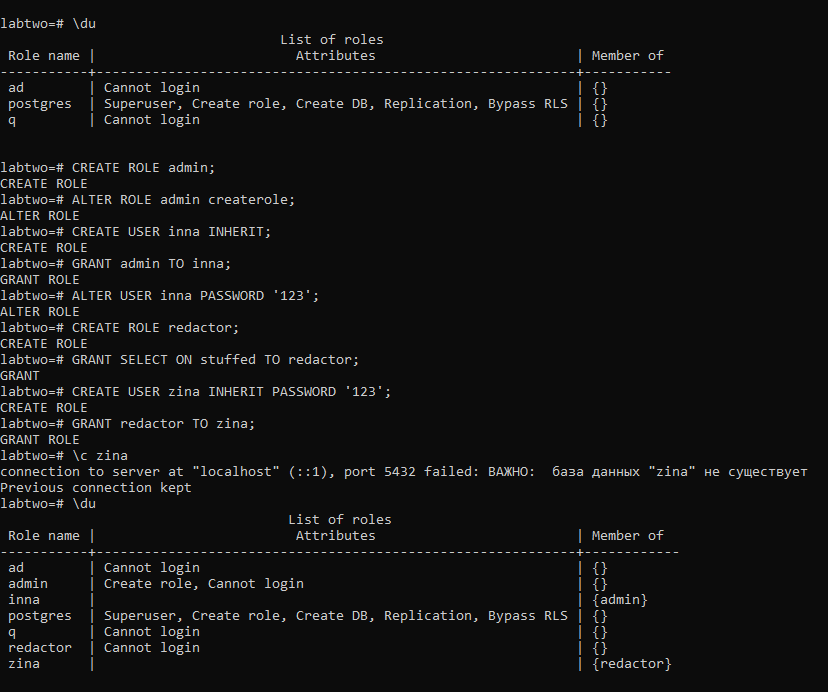 labtwo=# \du
List of roles
Role name | Attributes | Member of
-----------+------------------------------------------------------------+-----------
ad | Cannot login | {}
postgres | Superuser, Create role, Create DB, Replication, Bypass RLS | {}
q | Cannot login | {}
labtwo=# CREATE ROLE admin;
CREATE ROLE
labtwo=# ALTER ROLE admin createrole;
ALTER ROLE
labtwo=# CREATE USER inna INHERIT;
CREATE ROLE
labtwo=# GRANT admin TO inna;
GRANT ROLE
labtwo=# ALTER USER inna PASSWORD '123';
ALTER ROLE
labtwo=# CREATE ROLE redactor;
CREATE ROLE
labtwo=# GRANT SELECT ON stuffed TO redactor;
GRANT
labtwo=# CREATE USER zina INHERIT PASSWORD '123';
CREATE ROLE
labtwo=# GRANT redactor TO zina;
GRANT ROLE
labtwo=# \c zina
connection to server at "localhost" (::1), port 5432 failed: ВАЖНО:  база данных "zina" не существует
Previous connection kept
labtwo=# \du
List of roles
Role name | Attributes | Member of
-----------+------------------------------------------------------------+------------
ad | Cannot login | {}
admin | Create role, Cannot login | {}
inna | | {admin}
postgres | Superuser, Create role, Create DB, Replication, Bypass RLS | {}
q | Cannot login | {}
redactor | Cannot login | {}
zina | | {redactor}